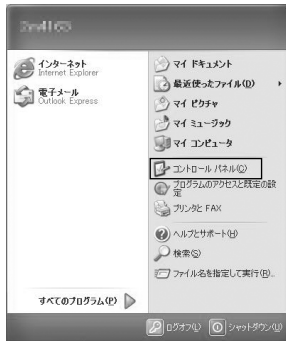 インターネット
Internet Explorer
電子メール
Outlook Express
すべてのプログラム(P)
マイ ドキュメント
最近使ったファイル(D)
マイ ピクチャ
マイ ミュージック
マイ コンピュータ
コントロール パネル(C)
プログラムのアクセスと既定の設
定
プリンタと FAX
ヘルプとサポート(H)
検索(S)
ファイル名を指定して実行(R)...
ログオフ(L)
シャットダウン(U)